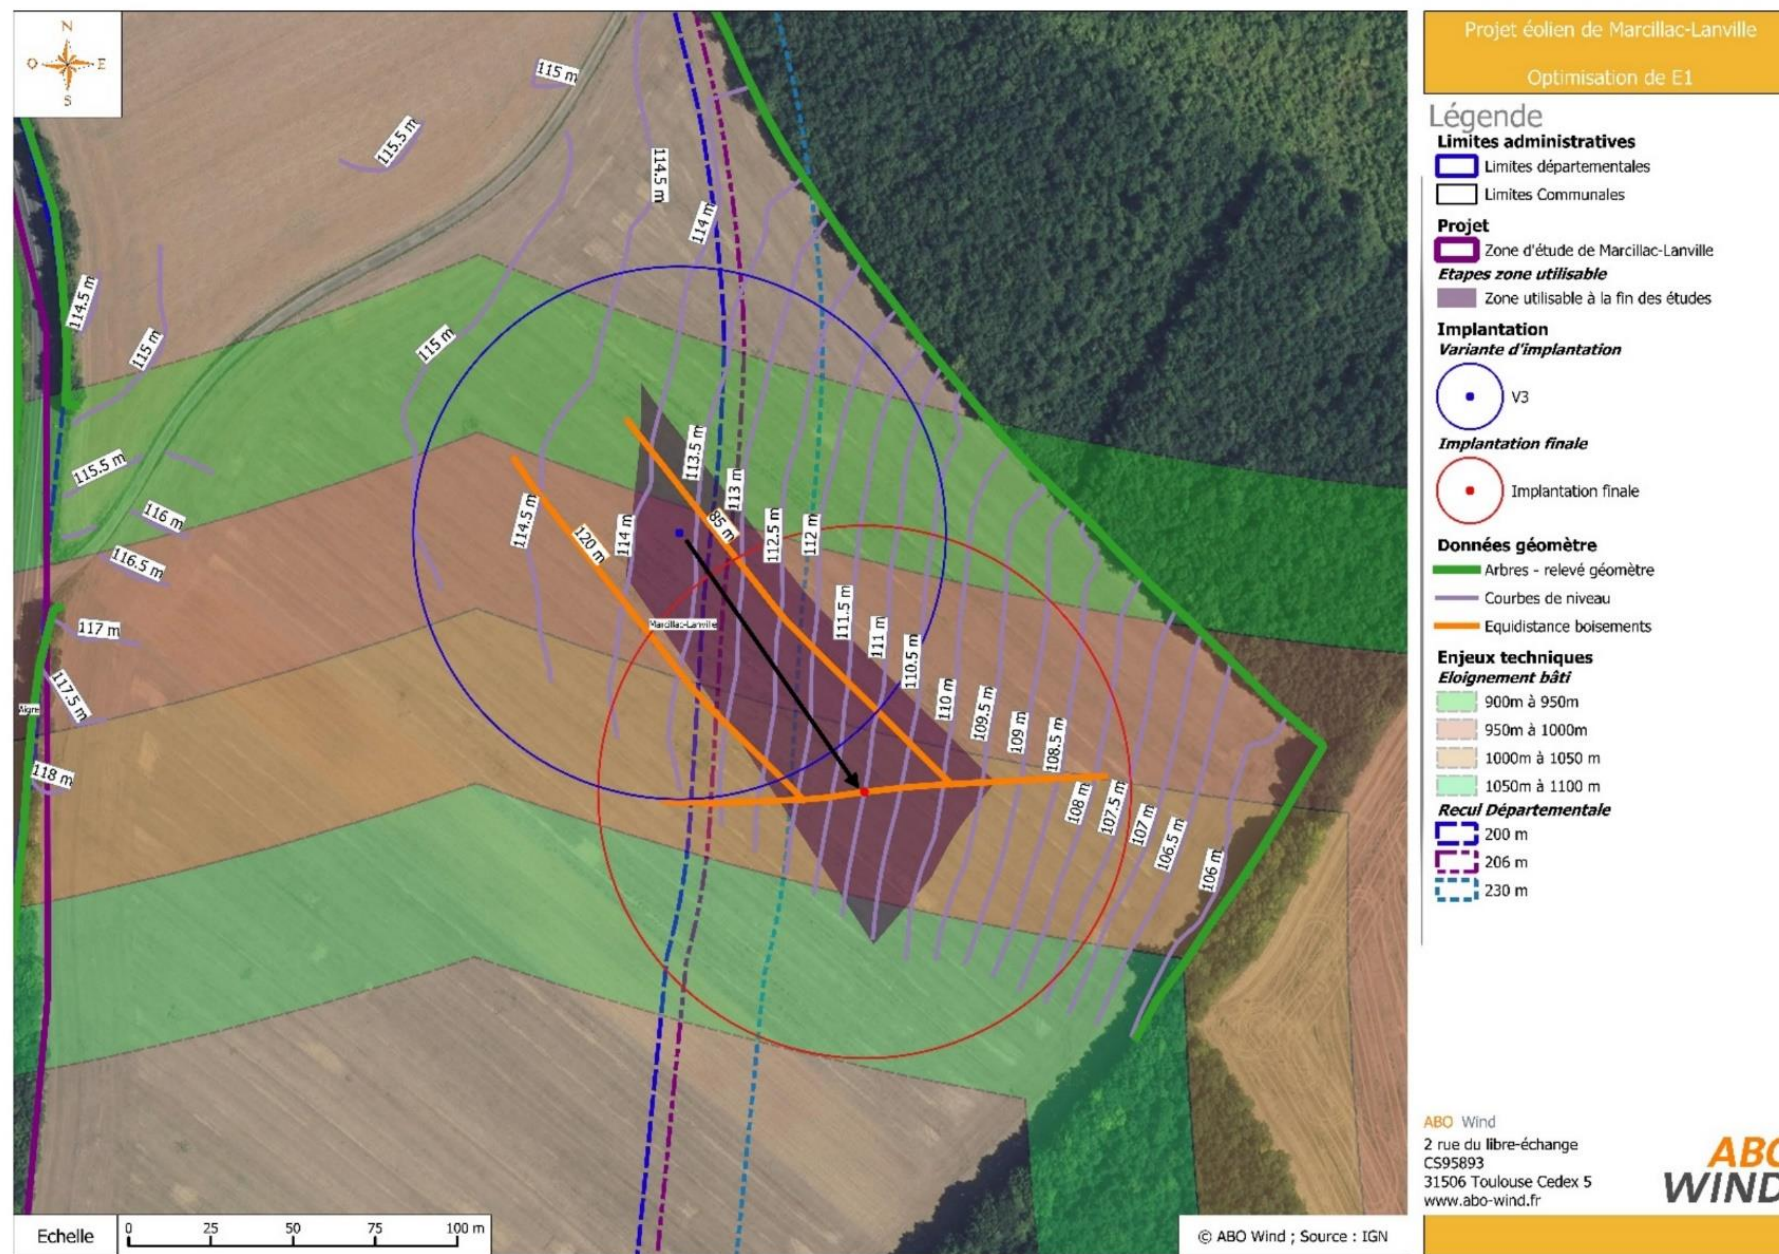 N
O
E
S
115 m
115.5 m
114.5 m
114 m
114.5 m
115 m
115 m
115.5 m
116 m
116.5 m
117 m
117.5 m
118 m
113.5 m
113 m
114.5 m
114 m
120 m
85 m
112.5 m
112 m
Marcillac-Lanville
111.5 m
111 m
110.5 m
110 m
109.5 m
109 m
108.5 m
108 m
107.5 m
107 m
106.5 m
106 m
Echelle
0 25 50 75 100 m
© ABO Wind ; Source : IGN
Projet éolien de Marcillac-Lanville
Optimisation de E1
Légende
Limites administratives
Limites départementales
Limites Communales
Projet
Zone d'étude de Marcillac-Lanville
Etapes zone utilisable
Zone utilisable à la fin des études
Implantation
Variante d'implantation
V3
Implantation finale
Implantation finale
Données géomètre
Arbres - relevé géomètre
Courbes de niveau
Equidistance boisements
Enjeux techniques
Eloignement bâti
900m à 950m
950m à 1000m
1000m à 1050 m
1050m à 1100 m
Recul Départementale
200 m
206 m
230 m
ABO Wind
2 rue du libre-échange
CS95893
31506 Toulouse Cedex 5
www.abo-wind.fr
ABO
WIND